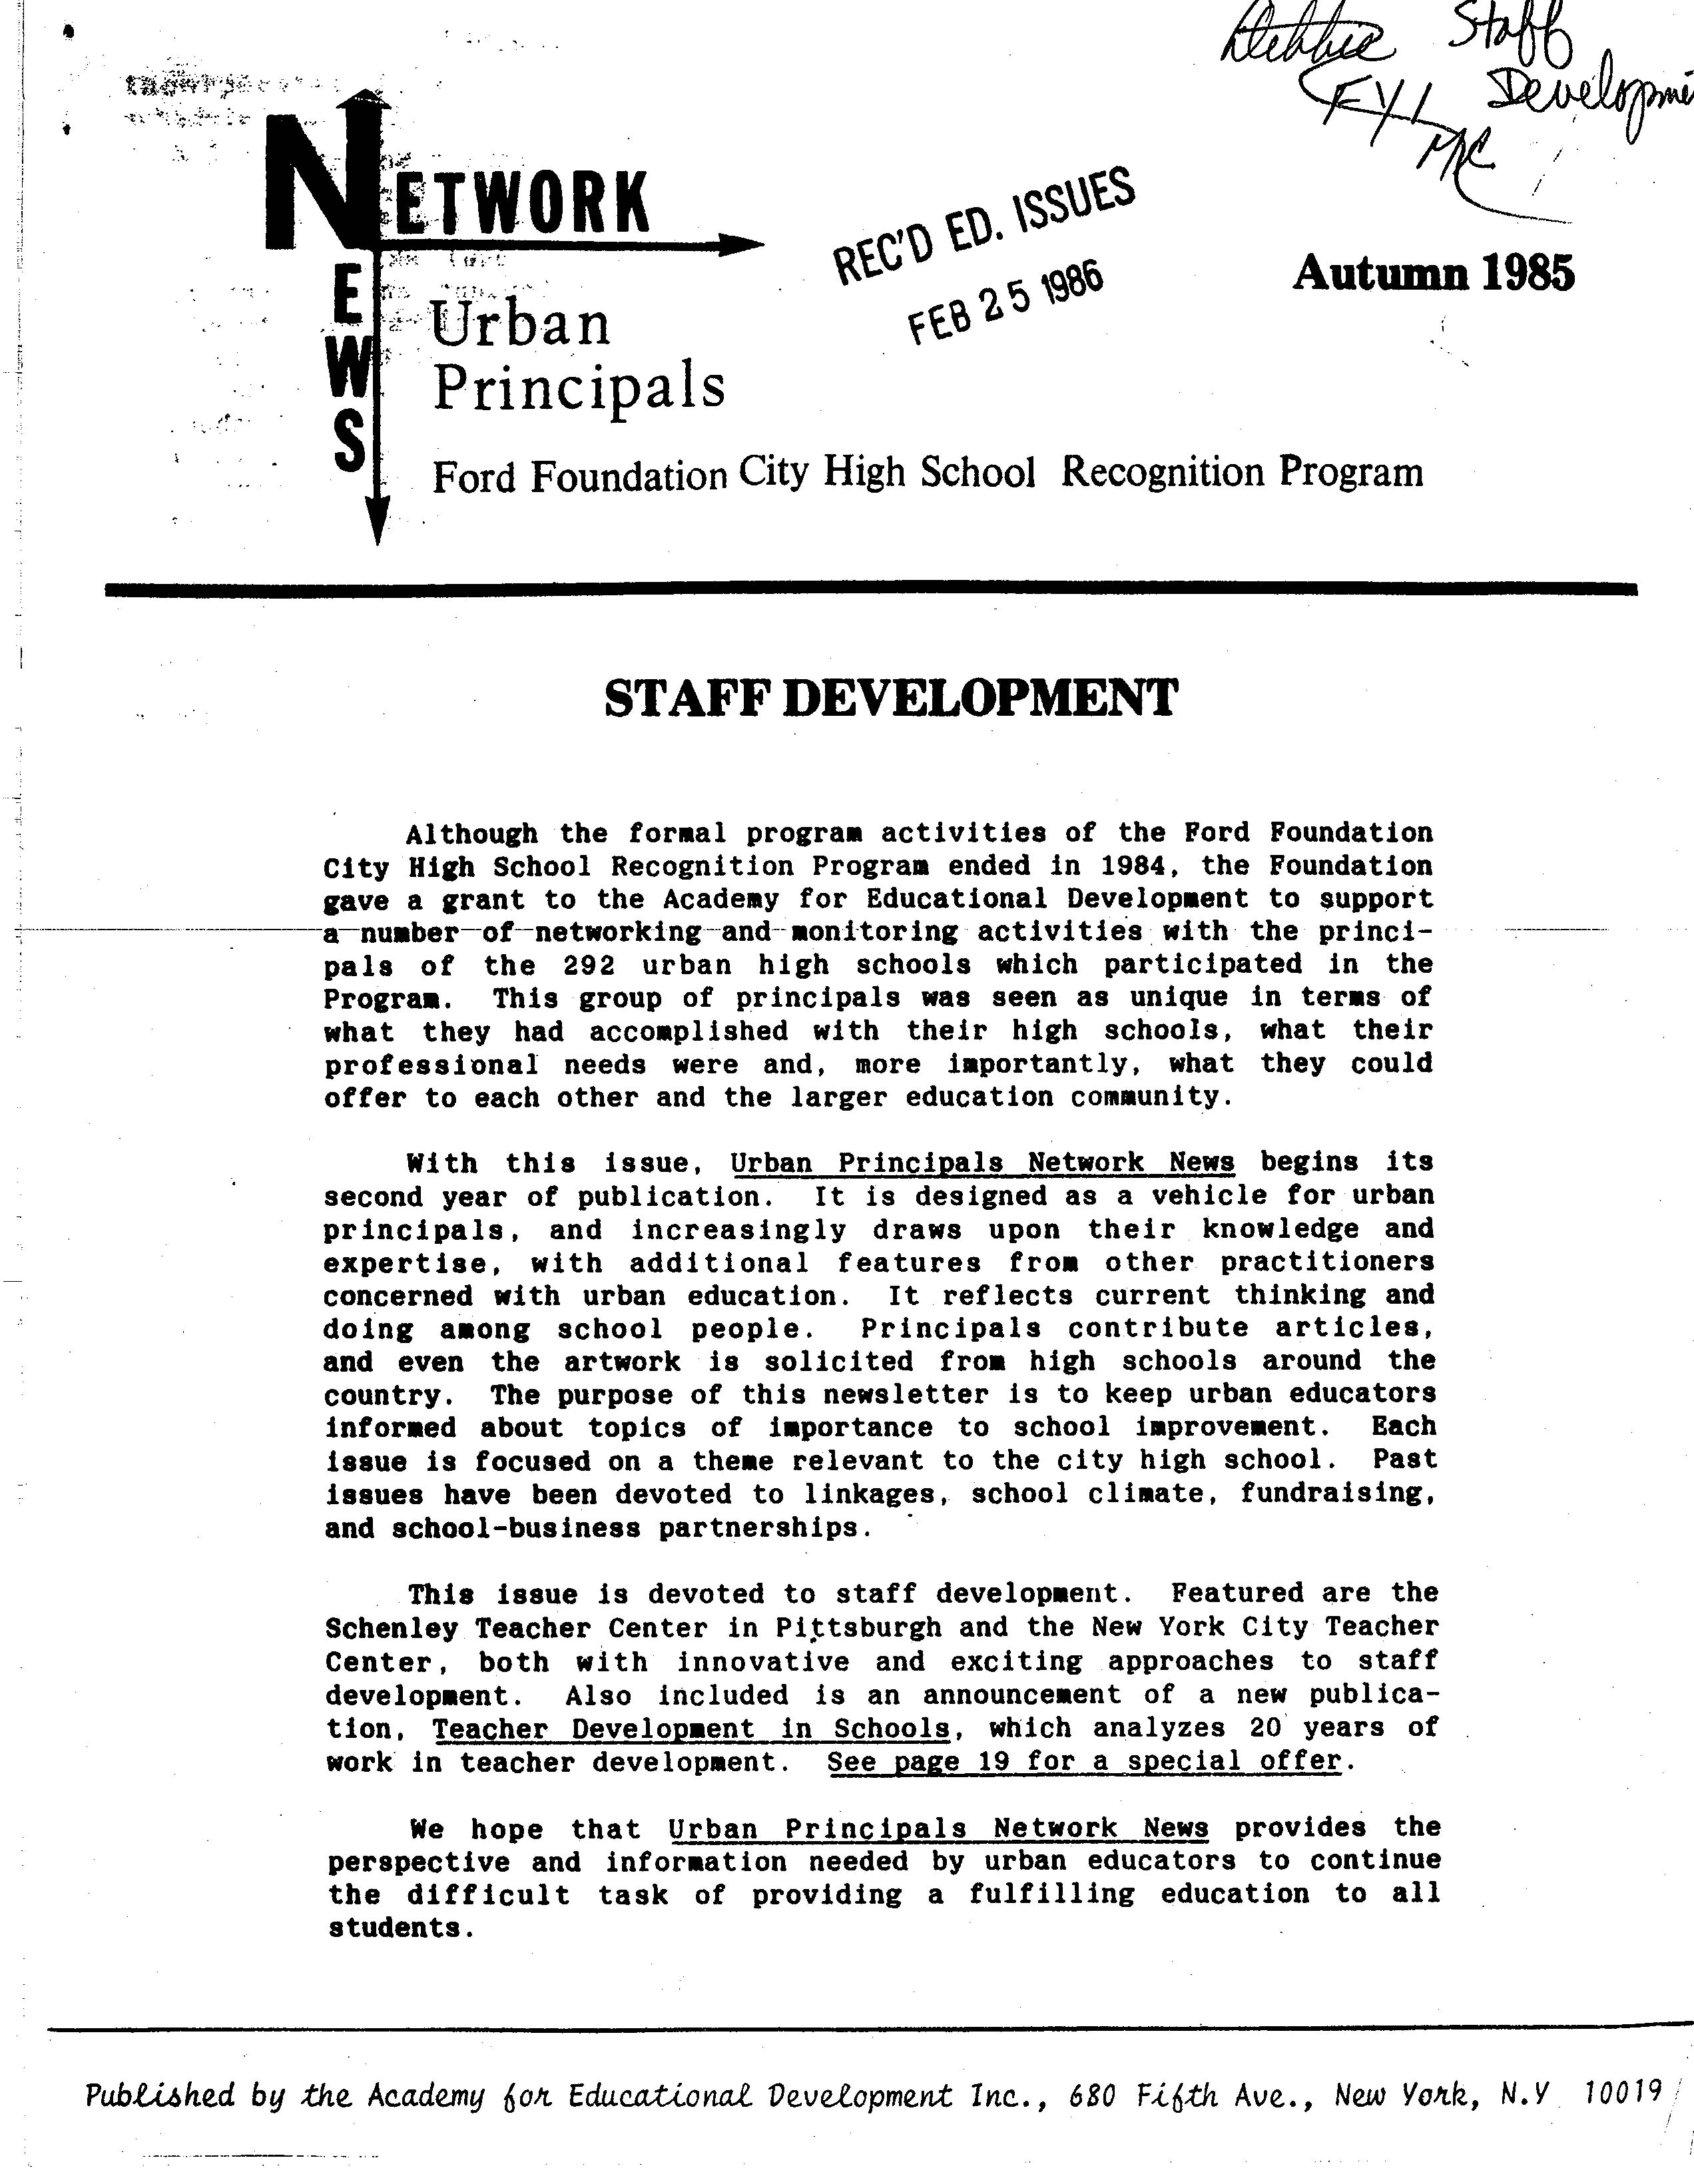 Debbie Staff
FYI Developme
MRC
NETWORK
NEWS
REC'D ED. ISSUES
FEB 25 1986
Autumn 1985
Urban
Principals
Ford Foundation City High School Recognition Program
STAFF DEVELOPMENT
Although the formal program activities of the Ford Foundation
City High School Recognition Program ended in 1984, the Foundation
gave a grant to the Academy for Educational Development to support
a number of networking and monitoring activities with the princi-
pals of the 292 urban high schools which participated in the
Program. This group of principals was seen as unique in terms of
what they had accomplished with their high schools, what their
professional needs were and, more importantly, what they could
offer to each other and the larger education community.
With this issue, Urban Principals Network News begins its
second year of publication. It is designed as a vehicle for urban
principals, and increasingly draws upon their knowledge and
expertise, with additional features from other practitioners
concerned with urban education. It reflects current thinking and
doing among school people. Principals contribute articles,
and even the artwork is solicited from high schools around the
country. The purpose of this newsletter is to keep urban educators
informed about topics of importance to school improvement. Each
issue is focused on a theme relevant to the city high school. Past
issues have been devoted to linkages, school climate, fundraising,
and school-business partnerships.
This issue is devoted to staff development. Featured are the
Schenley Teacher Center in Pittsburgh and the New York City Teacher
Center, both with innovative and exciting approaches to staff
development. Also included is an announcement of a new publica-
tion, Teacher Development in Schools, which analyzes 20 years of
work in teacher development. See page 19 for a special offer.
We hope that Urban Principals Network News provides the
perspective and information needed by urban educators to continue
the difficult task of providing a fulfilling education to all
students.
Published by the Academy for Educational Development Inc., 680 Fifth Ave., New York, N.Y 10019